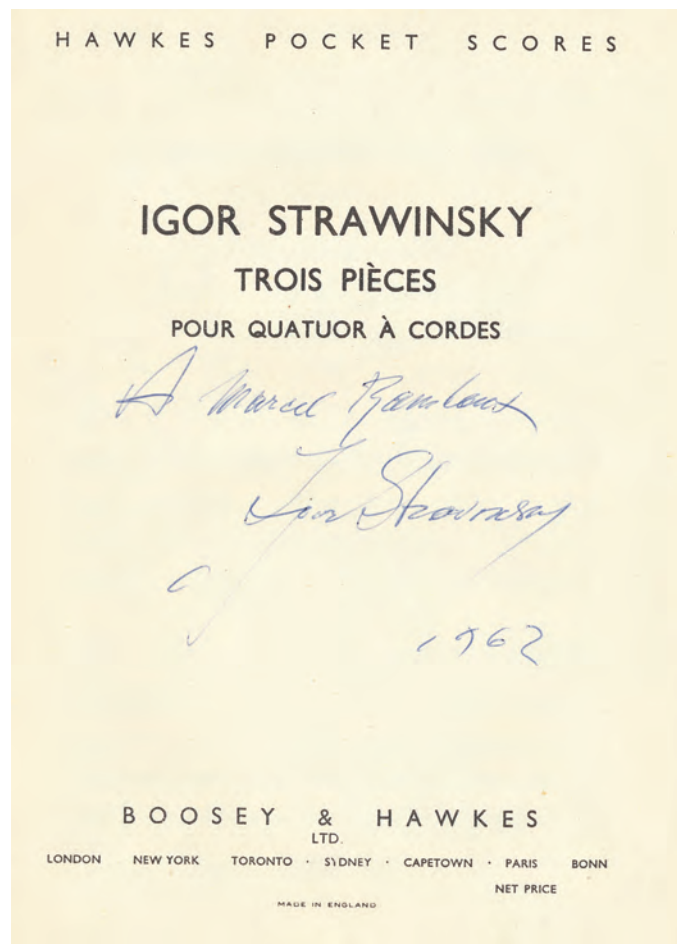 HAWKES POCKET SCORES
IGOR STRAWINSKY
TROIS PIÈCES
POUR QUATUOR À CORDES
A Marcel
Igor Stravinsky
1962
BOOSEY & HAWKES
LTD.
LONDON NEW YORK TORONTO · SYDNEY · CAPETOWN · PARIS BONN
NET PRICE
MADE IN ENGLAND